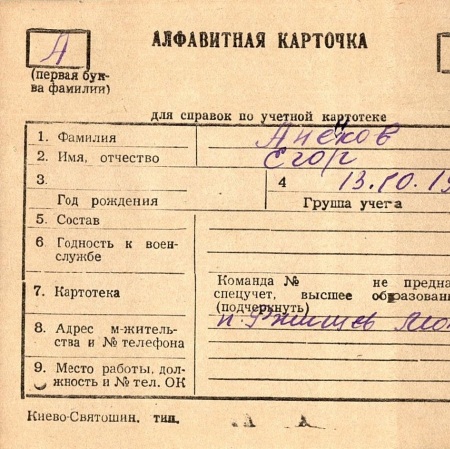 А
АЛФАВИТНАЯ КАРТОЧКА
(первая бук-
ва фамилии)
для справок по учетной картотеке
1. Фамилия
2. Имя, отчество Егор
3.
4 13.10.19
Год рождения Группа учета
5. Состав
6 Годность к воен-
службе
Команда № не предна
7. Картотека спецучет, высшее образовани
(подчеркнуть)
8. Адрес м-житель-
ства и № телефона
9. Место работы, дол-
жность и № тел. ОК
Киево-Святошин. тип.